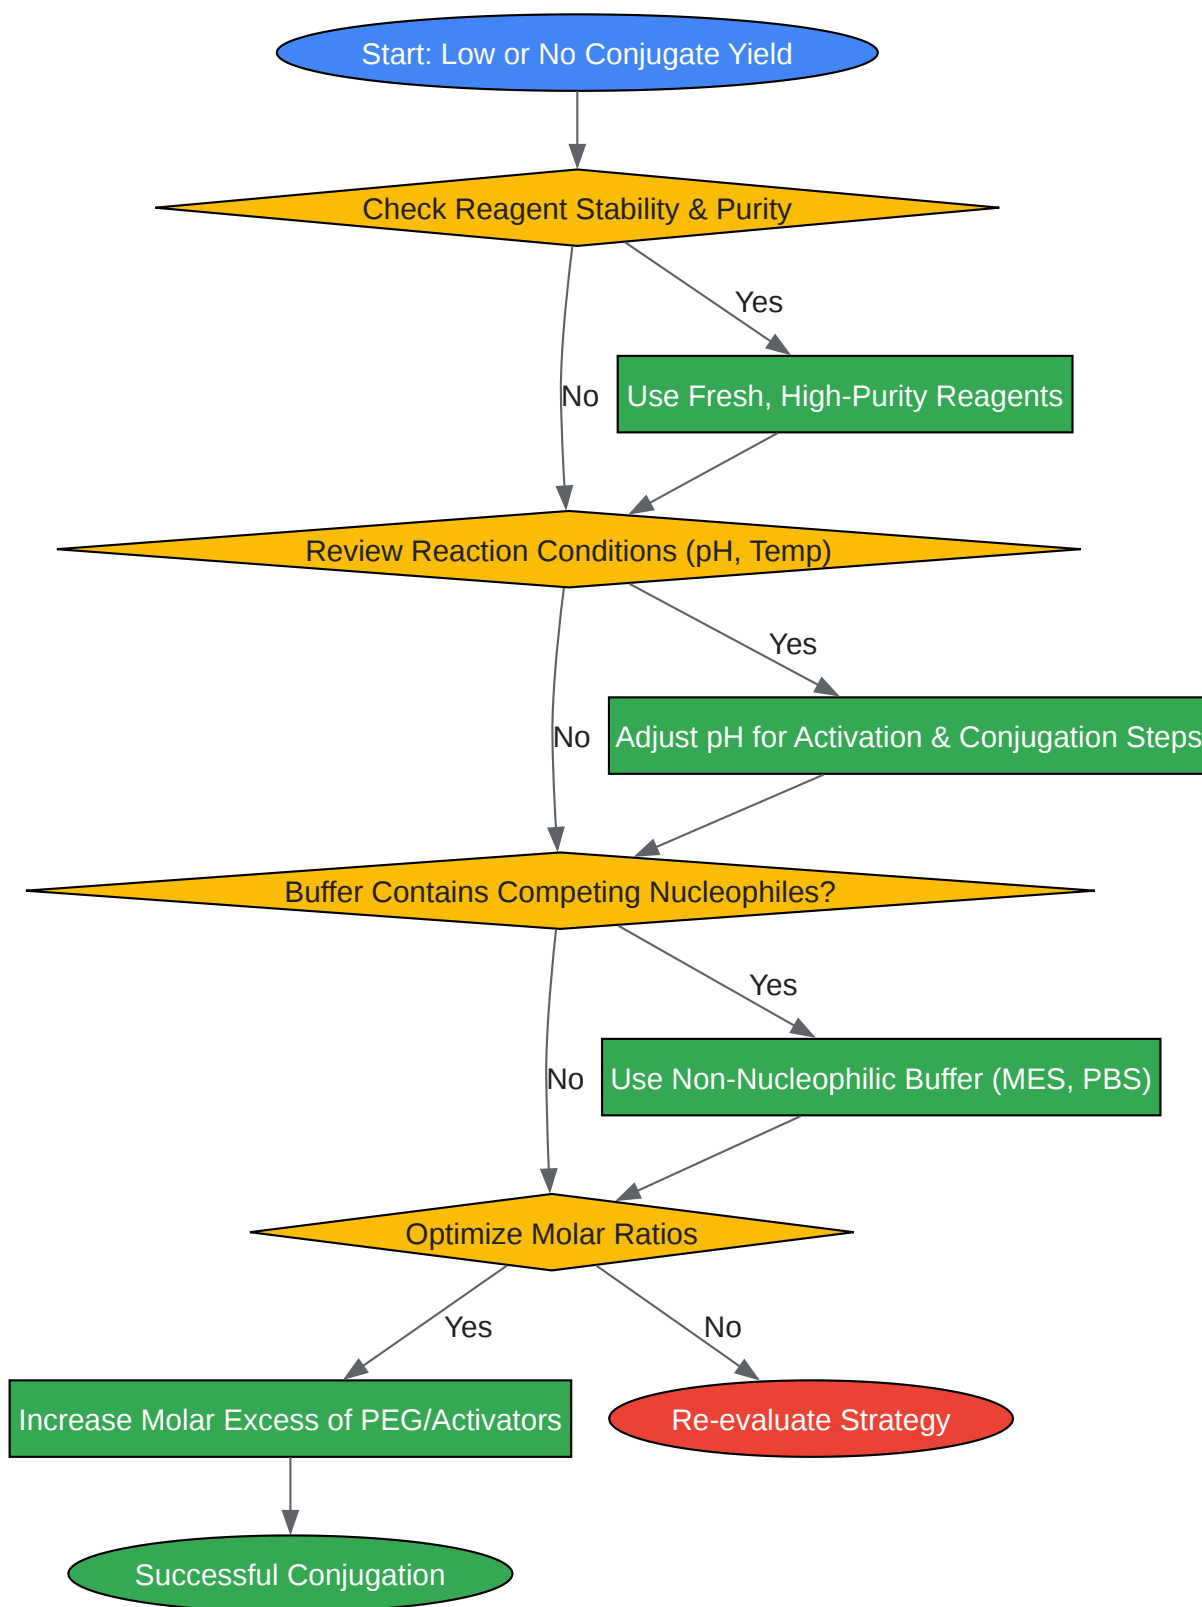 Start: Low or No Conjugate Yield
Check Reagent Stability & Purity
Yes
No
Use Fresh, High-Purity Reagents
Review Reaction Conditions (pH, Temp)
Yes
No
Adjust pH for Activation & Conjugation Steps
Buffer Contains Competing Nucleophiles?
Yes
No
Use Non-Nucleophilic Buffer (MES, PBS)
Optimize Molar Ratios
Yes
No
Increase Molar Excess of PEG/Activators
Re-evaluate Strategy
Successful Conjugation